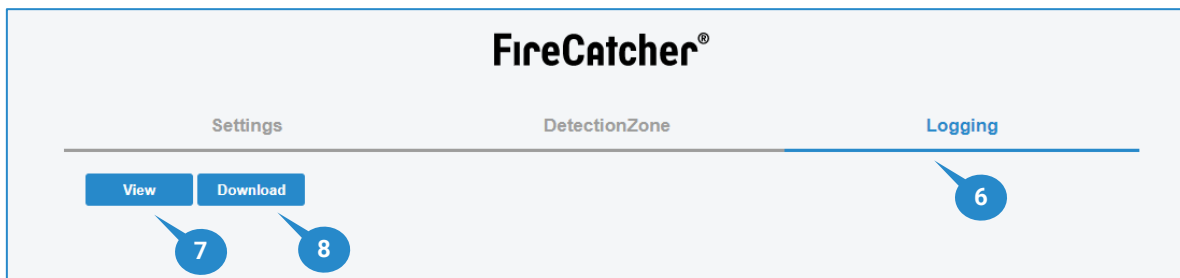 FireCatcher®
Settings DetectionZone Logging
View Download
6
7 8